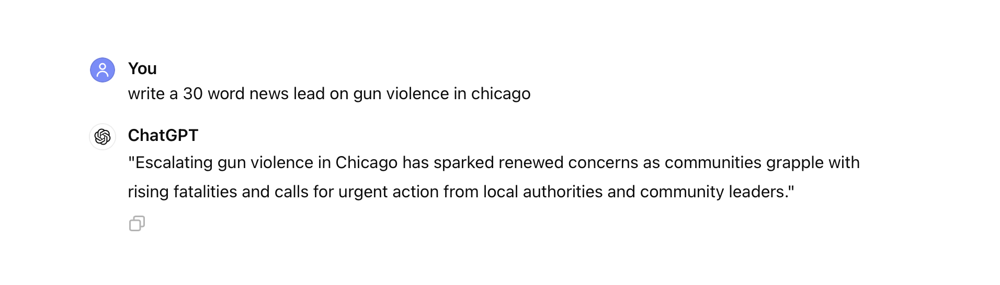 You
write a 30 word news lead on gun violence in chicago
ChatGPT
"Escalating gun violence in Chicago has sparked renewed concerns as communities grapple with
rising fatalities and calls for urgent action from local authorities and community leaders."